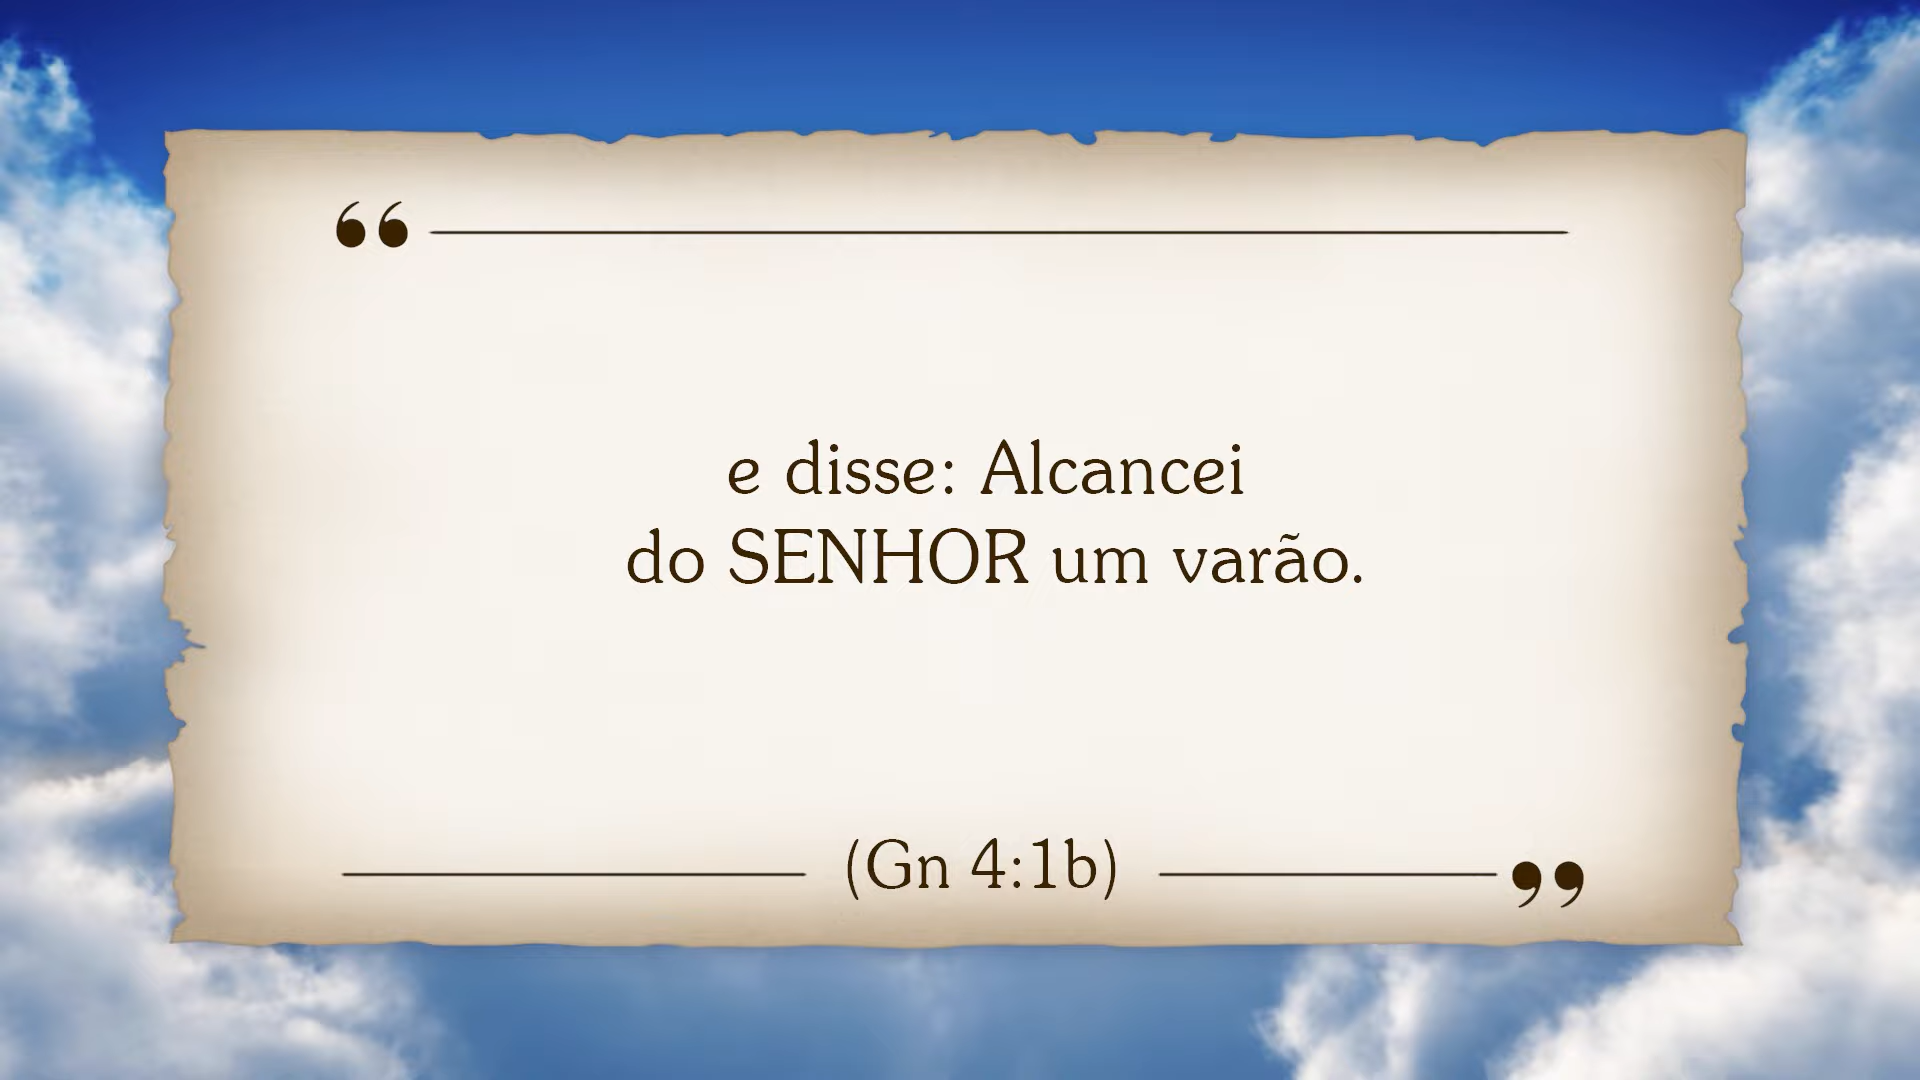 “
e disse: Alcancei
do SENHOR um varão.
(Gn 4:1b)
”